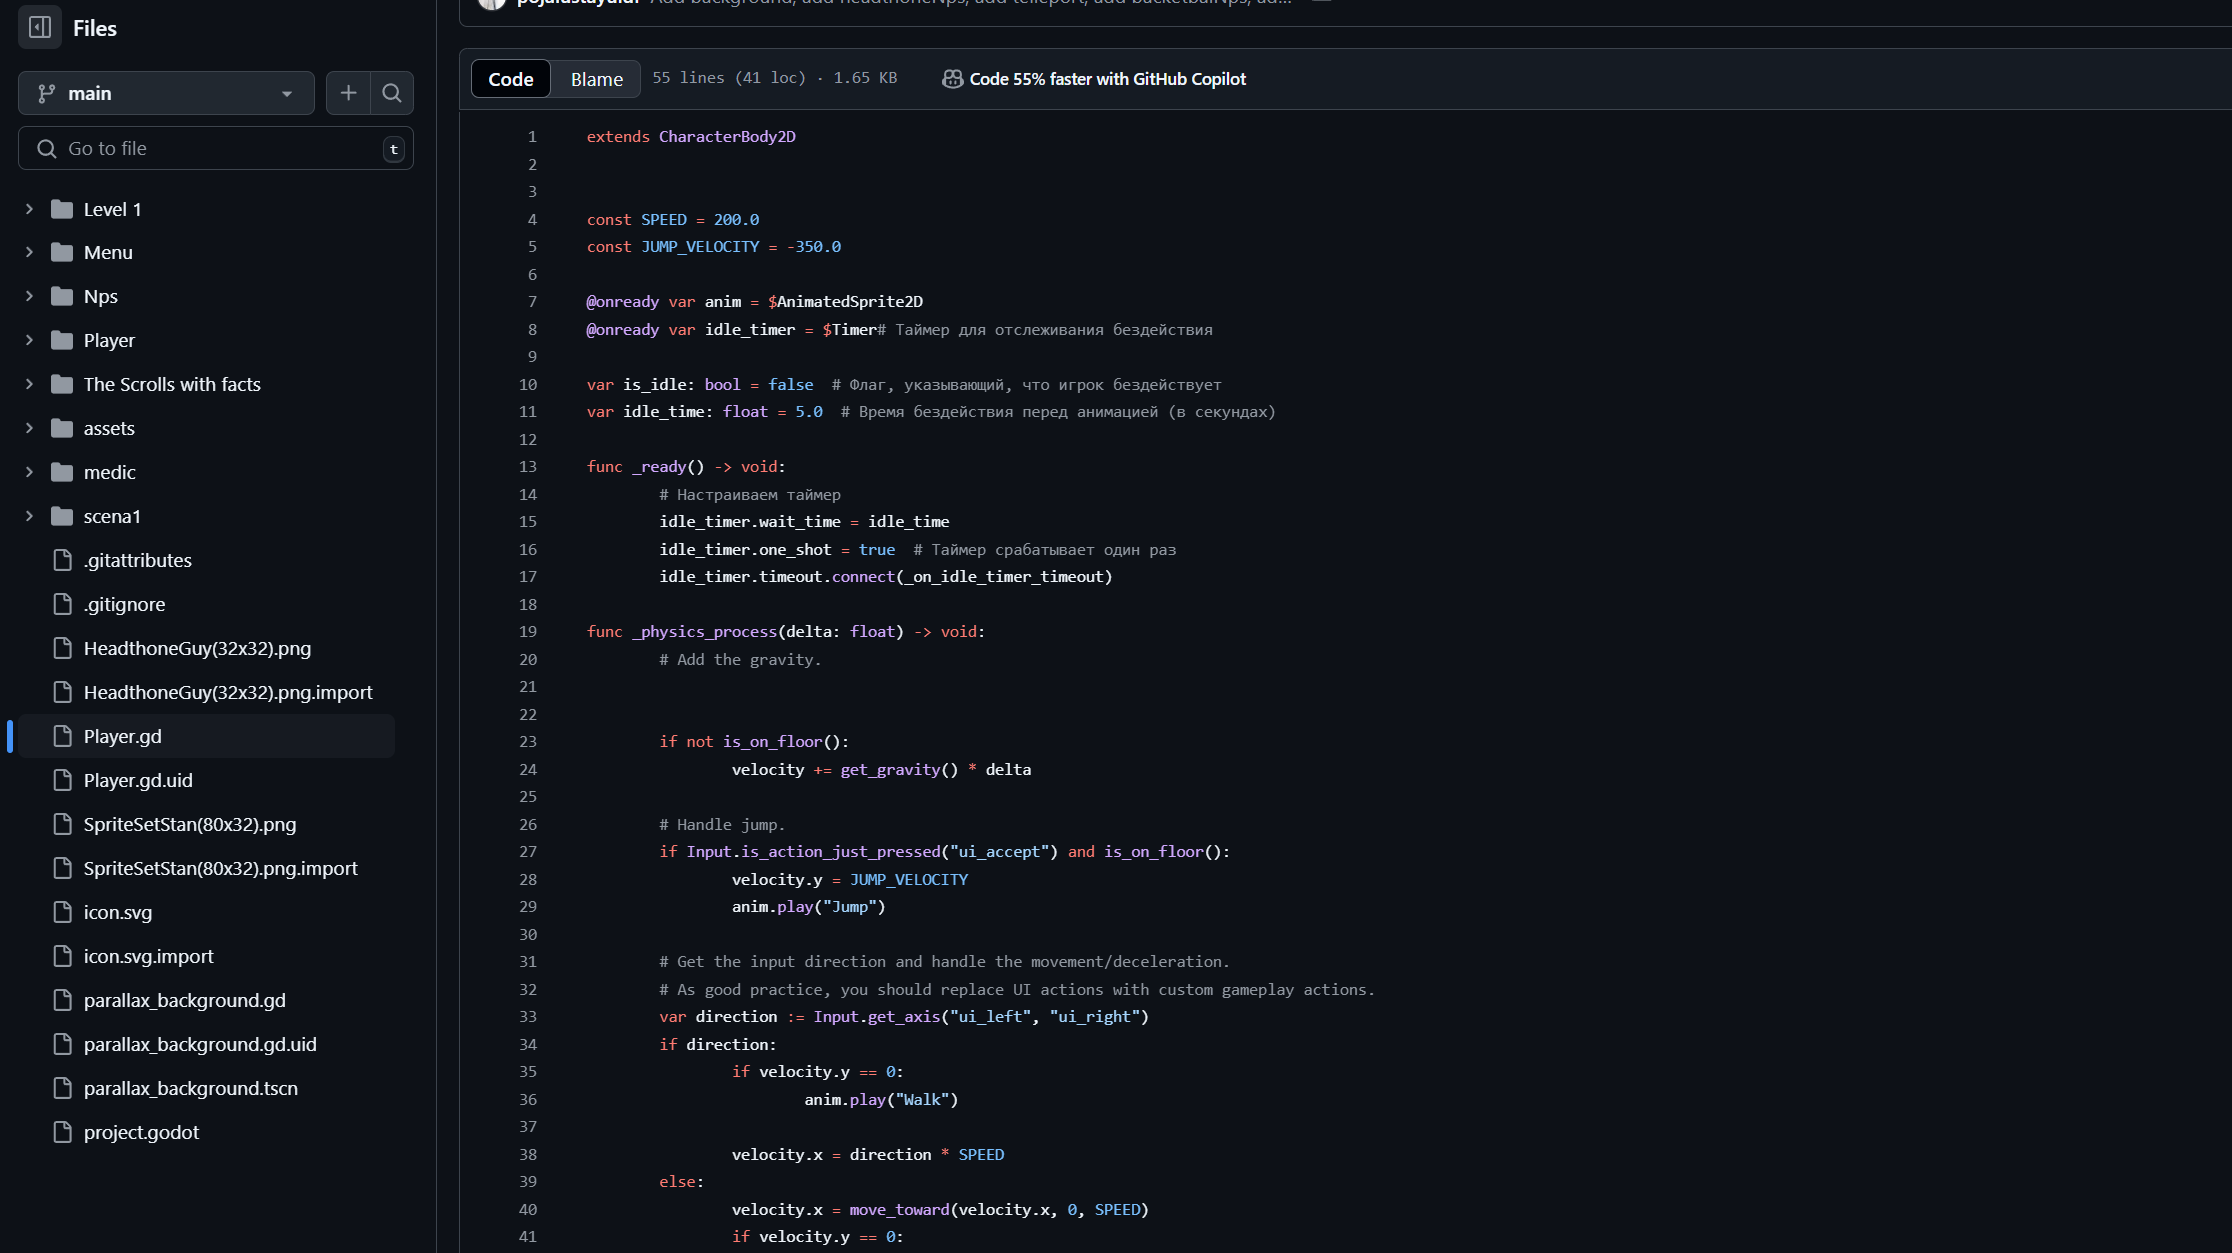 Files
main
Go to file
t
Level 1
Menu
Nps
Player
The Scrolls with facts
assets
medic
scena1
.gitattributes
.gitignore
HeadthoneGuy(32x32).png
HeadthoneGuy(32x32).png.import
Player.gd
Player.gd.uid
SpriteSetStan(80x32).png
SpriteSetStan(80x32).png.import
icon.svg
icon.svg.import
parallax_background.gd
parallax_background.gd.uid
parallax_background.tscn
project.godot
Code Blame 55 lines (41 loc) · 1.65 KB Code 55% faster with GitHub Copilot
1 extends CharacterBody2D
2
3
4 const SPEED = 200.0
5 const JUMP_VELOCITY = -350.0
6
7 @onready var anim = $AnimatedSprite2D
8 @onready var idle_timer = $Timer# Таймер для отслеживания бездействия
9
10 var is_idle: bool = false  # Флаг, указывающий, что игрок бездействует
11 var idle_time: float = 5.0  # Время бездействия перед анимацией (в секундах)
12
13 func _ready() -> void:
14 # Настраиваем таймер
15 idle_timer.wait_time = idle_time
16 idle_timer.one_shot = true  # Таймер срабатывает один раз
17 idle_timer.timeout.connect(_on_idle_timer_timeout)
18
19 func _physics_process(delta: float) -> void:
20 # Add the gravity.
21
22
23 if not is_on_floor():
24 velocity += get_gravity() * delta
25
26 # Handle jump.
27 if Input.is_action_just_pressed("ui_accept") and is_on_floor():
28 velocity.y = JUMP_VELOCITY
29 anim.play("Jump")
30
31 # Get the input direction and handle the movement/deceleration.
32 # As good practice, you should replace UI actions with custom gameplay actions.
33 var direction := Input.get_axis("ui_left", "ui_right")
34 if direction:
35 if velocity.y == 0:
36 anim.play("Walk")
37
38 velocity.x = direction * SPEED
39 else:
40 velocity.x = move_toward(velocity.x, 0, SPEED)
41 if velocity.y == 0: